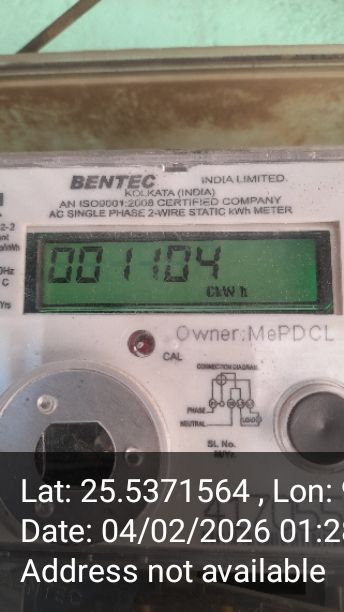 BENTEC INDIA LIMITED.
KOLKATA (INDIA)
AN ISO9001:2008 CERTIFIED COMPANY
AC SINGLE PHASE 2-WIRE STATIC kWh METER
001104
CkWh
Owner:MePDCL
CAL
CONNECTION DIAGRAM
PHASE
NEUTRAL
LOAD
SL. No.
Lat: 25.5371564 , Lon:
Date: 04/02/2026 01:28
Address not available